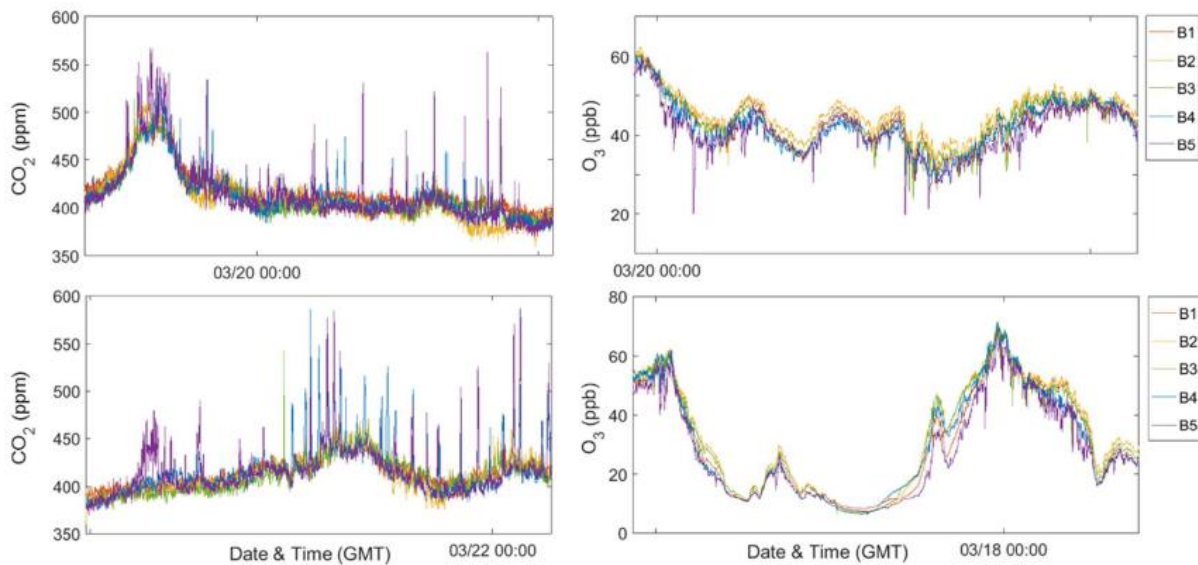 600
550
500
450
400
350
CO2 (ppm)
03/20 00:00
60
40
20
O3 (ppb)
03/20 00:00
B1
B2
B3
B4
B5
600
550
500
450
400
350
CO2 (ppm)
Date & Time (GMT)
03/22 00:00
80
60
40
20
0
O3 (ppb)
Date & Time (GMT)
03/18 00:00
B1
B2
B3
B4
B5